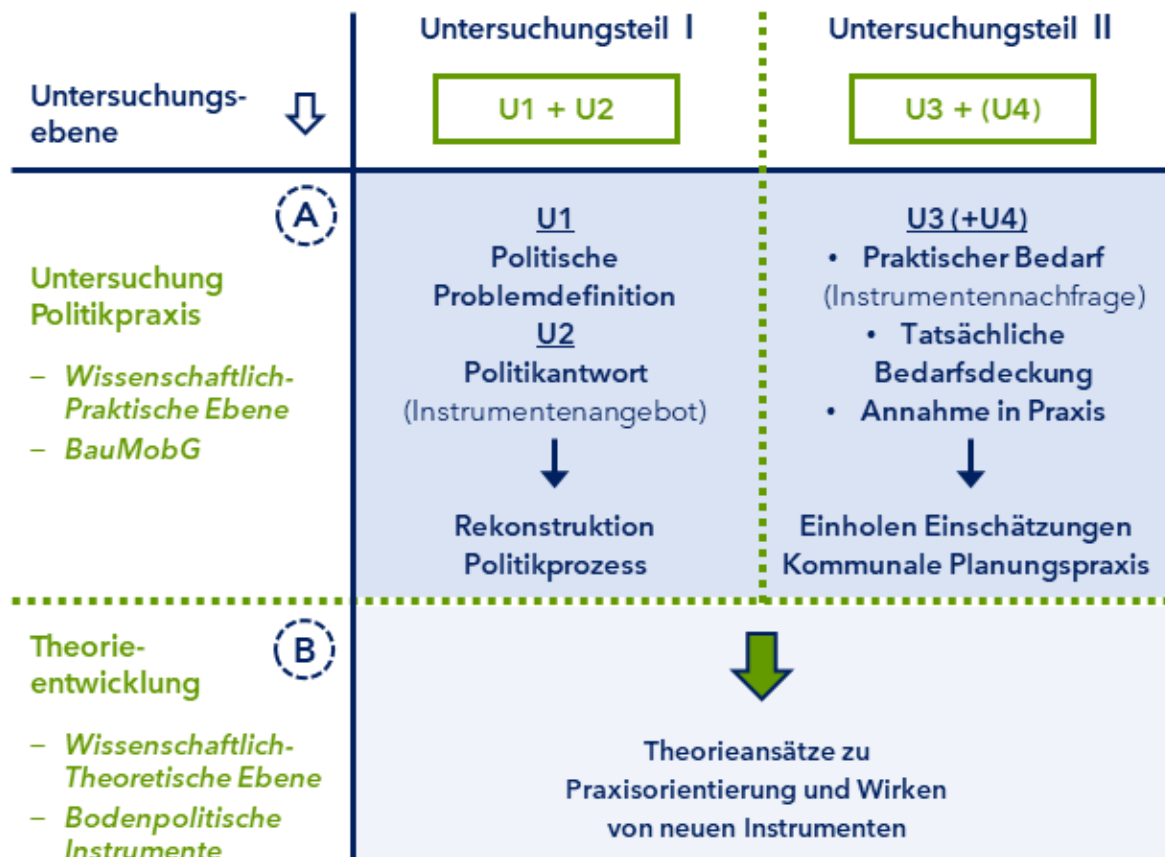 Untersuchungsteil I
Untersuchungsteil II
Untersuchungs-
ebene
U1 + U2
U3 + (U4)
A
Untersuchung
Politikpraxis
– Wissenschaftlich-
Praktische Ebene
– BauMobG
U1
Politische
Problemdefinition
U2
Politikantwort
(Instrumentenangebot)
Rekonstruktion
Politikprozess
U3 (+U4)
• Praktischer Bedarf
(Instrumentennachfrage)
• Tatsächliche
Bedarfsdeckung
• Annahme in Praxis
Einholen Einschätzungen
Kommunale Planungspraxis
B
Theorie-
entwicklung
– Wissenschaftlich-
Theoretische Ebene
– Bodenpolitische
Instrumente
Theorieansätze zu
Praxisorientierung und Wirken
von neuen Instrumenten